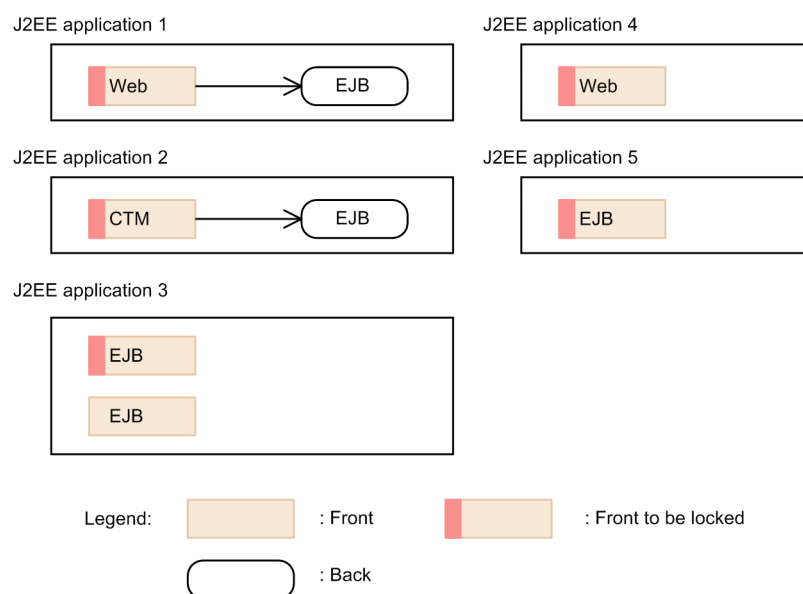 J2EE application 1
Web
EJB
J2EE application 4
Web
J2EE application 2
CTM
EJB
J2EE application 5
EJB
J2EE application 3
EJB
EJB
Legend:
: Front
: Front to be locked
: Back